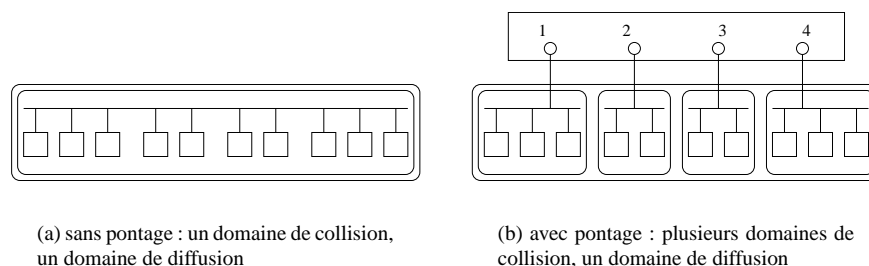 1 2 3 4
(a) sans pontage : un domaine de collision,
un domaine de diffusion
(b) avec pontage : plusieurs domaines de
collision, un domaine de diffusion